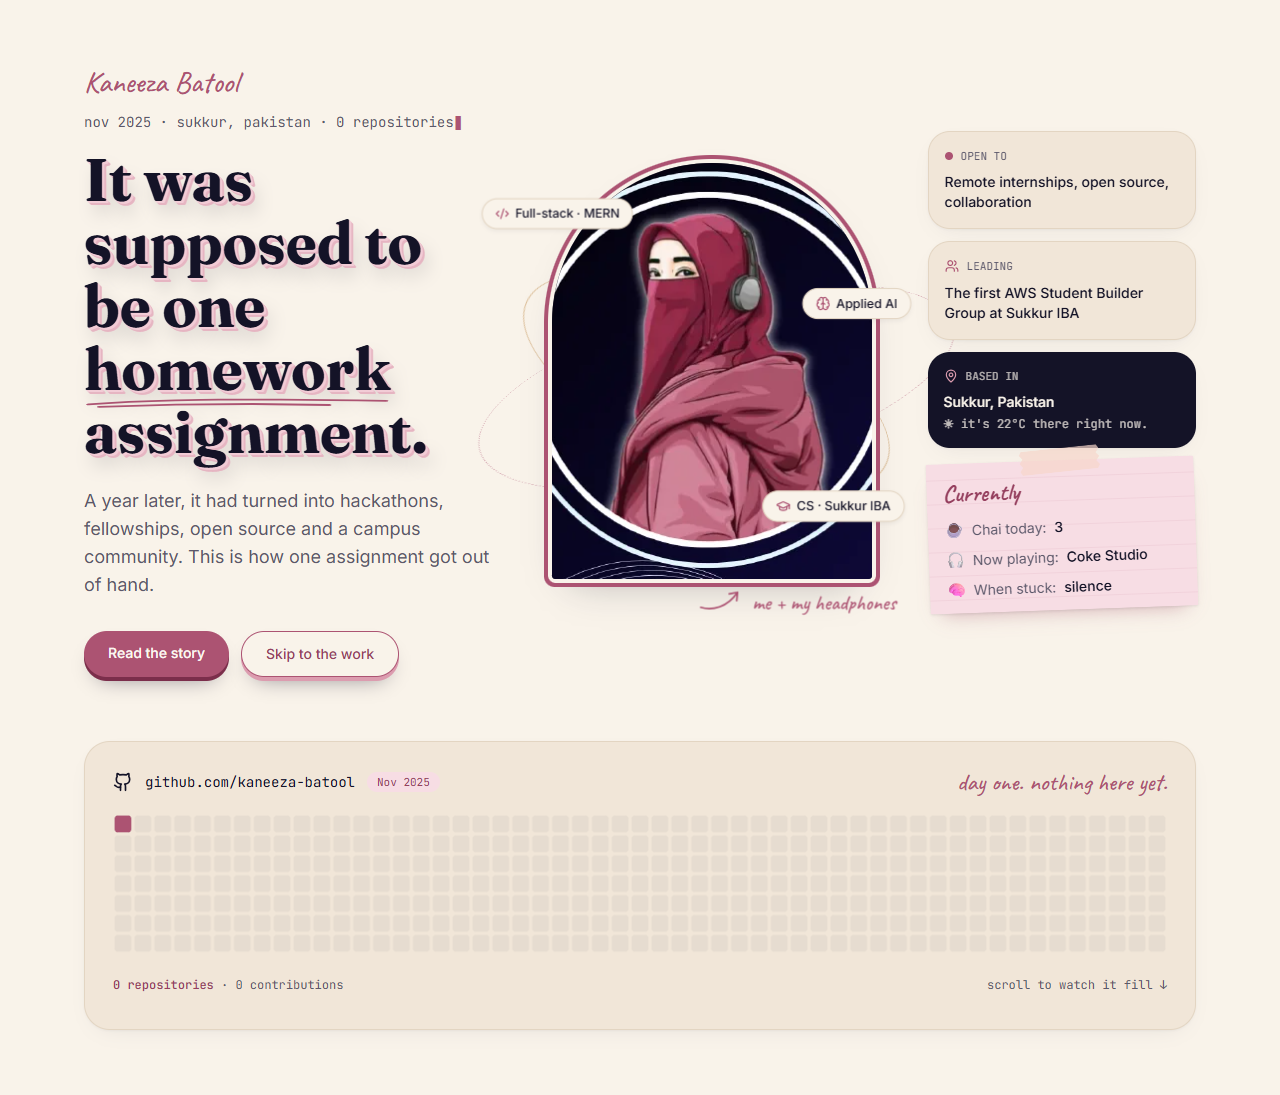 Kaneeza Batool
nov 2025 · sukkur, pakistan · 0 repositories
It was
supposed to
be one
homework
assignment.
A year later, it had turned into hackathons,
fellowships, open source and a campus
community. This is how one assignment got out
of hand.
Read the story
Skip to the work
Full-stack · MERN
Applied AI
CS · Sukkur IBA
me + my headphones
OPEN TO
Remote internships, open source,
collaboration
LEADING
The first AWS Student Builder
Group at Sukkur IBA
BASED IN
Sukkur, Pakistan
☀ it's 22°C there right now.
Currently
Chai today: 3
Now playing: Coke Studio
When stuck: silence
github.com/kaneeza-batool
Nov 2025
day one. nothing here yet.
0 repositories · 0 contributions
scroll to watch it fill ↓